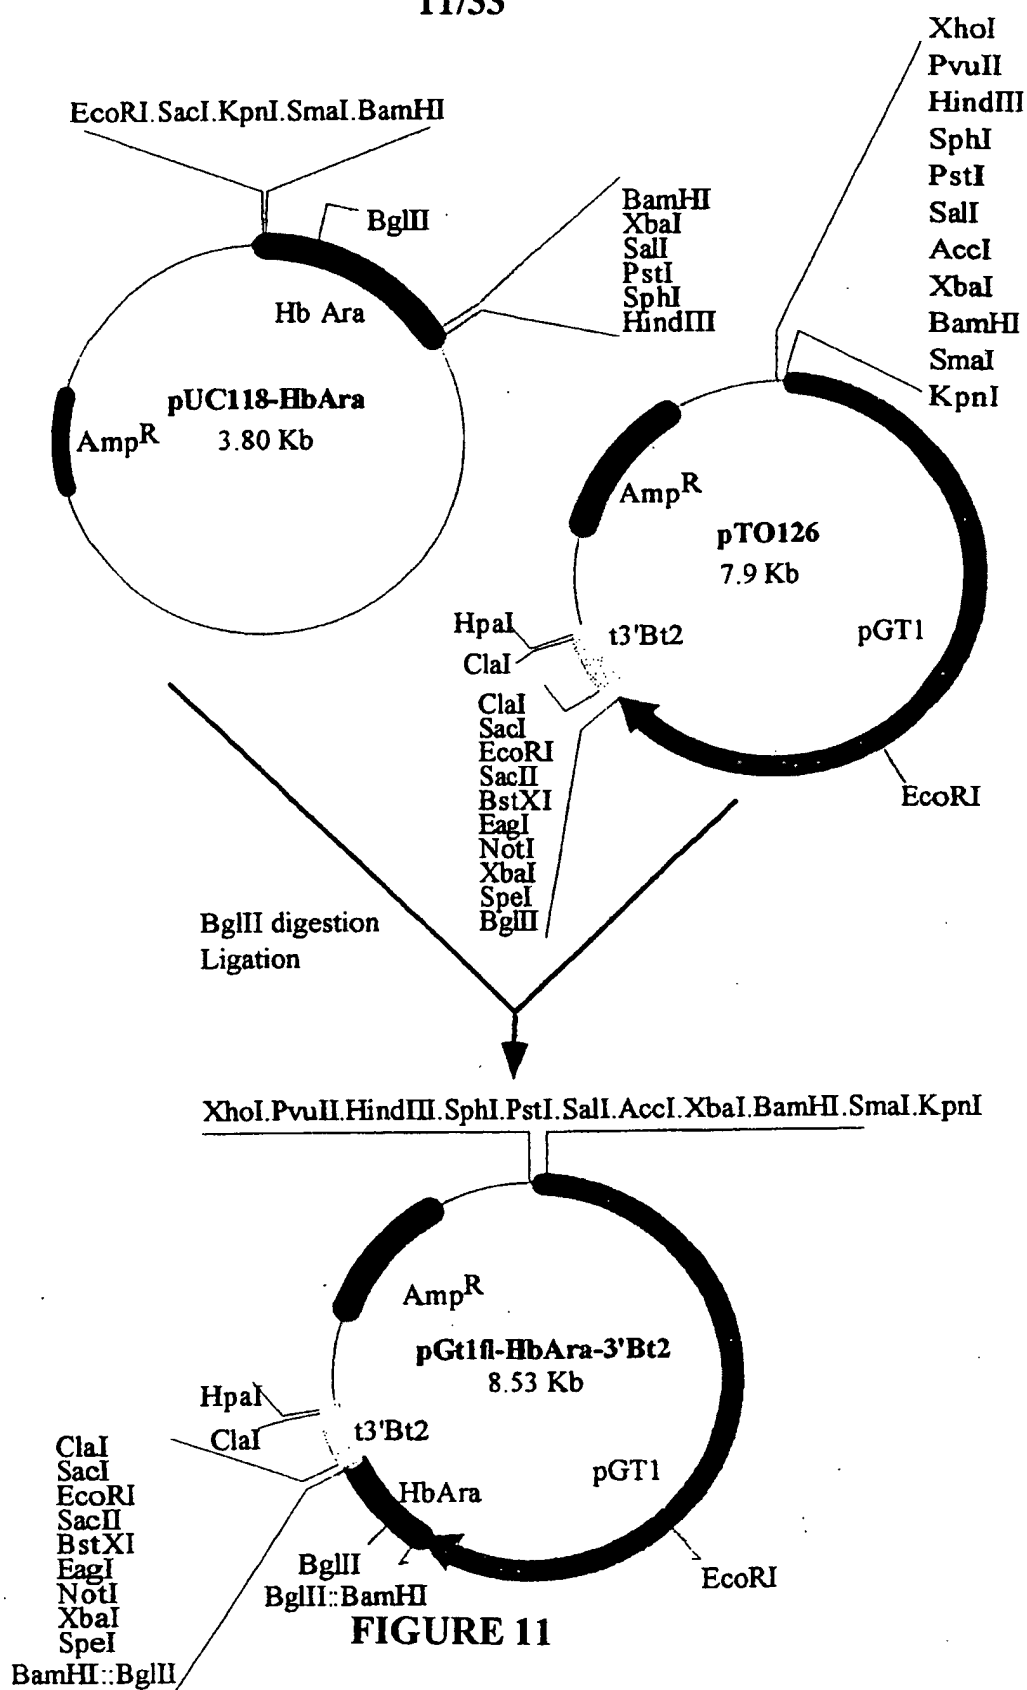 11/33
EcoRI.SacI.KpnI.SmaI.BamHI
BglII
BamHI
XbaI
SalI
PstI
SphI
HindIII
Hb Ara
pUC118-HbAra
3.80 Kb
AmpR
XhoI
PvuII
HindIII
SphI
PstI
SalI
AccI
XbaI
BamHI
SmaI
KpnI
AmpR
pTO126
7.9 Kb
HpaI
t3'Bt2
pGT1
ClaI
ClaI
SacI
EcoRI
SacII
BstXI
EagI
NotI
XbaI
SpeI
BglII
EcoRI
BglII digestion
Ligation
XhoI.PvuII.HindIII.SphI.PstI.SalI.AccI.XbaI.BamHI.SmaI.KpnI
AmpR
pGt1fl-HbAra-3'Bt2
8.53 Kb
HpaI
ClaI
t3'Bt2
ClaI
SacI
EcoRI
SacII
BstXI
EagI
NotI
XbaI
SpeI
BamHI::BglII
pGT1
HbAra
BglII
BglII::BamHI
EcoRI
FIGURE 11